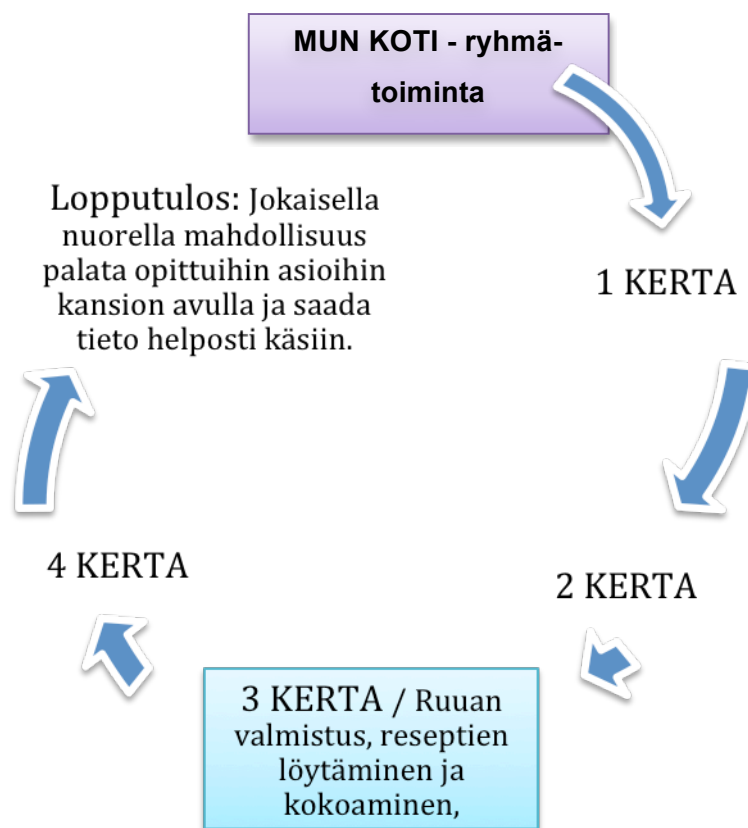 MUN KOTI - ryhmä-
toiminta
1 KERTA
2 KERTA
3 KERTA / Ruuan
valmistus, reseptien
löytäminen ja
kokoaminen,
4 KERTA
Lopputulos: Jokaisella
nuorella mahdollisuus
palata opittuihin asioihin
kansion avulla ja saada
tieto helposti käsiin.